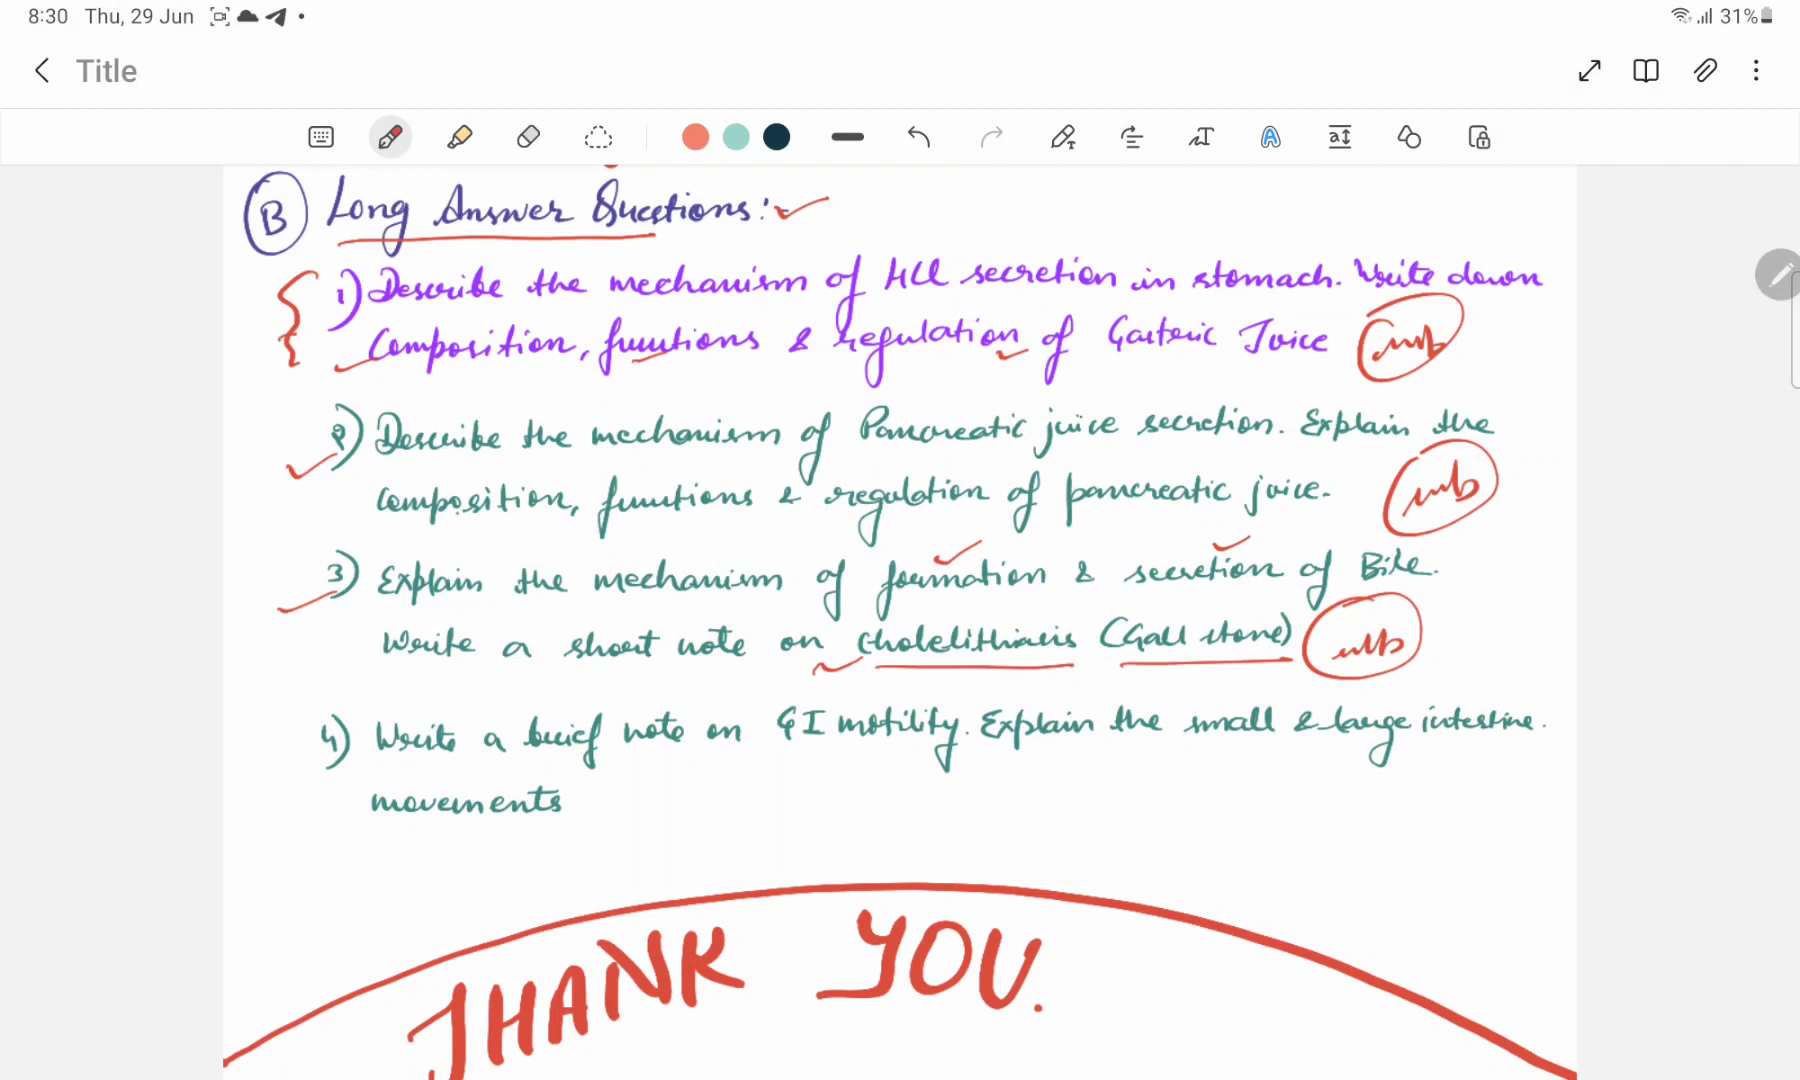 8:30 Thu, 29 Jun 31%
Title
B Long Answer Questions:-
1) Describe the mechanism of HCl secretion in stomach. Write down
Composition, functions & regulation of Gastric Juice
2) Describe the mechanism of Pancreatic juice secretion. Explain the
composition, functions & regulation of pancreatic juice.
3) Explain the mechanism of formation & secretion of Bile.
Write a short note on cholelithiasis (Gall stone)
4) Write a brief note on GI motility. Explain the small & large intestine.
movements
THANK YOU.